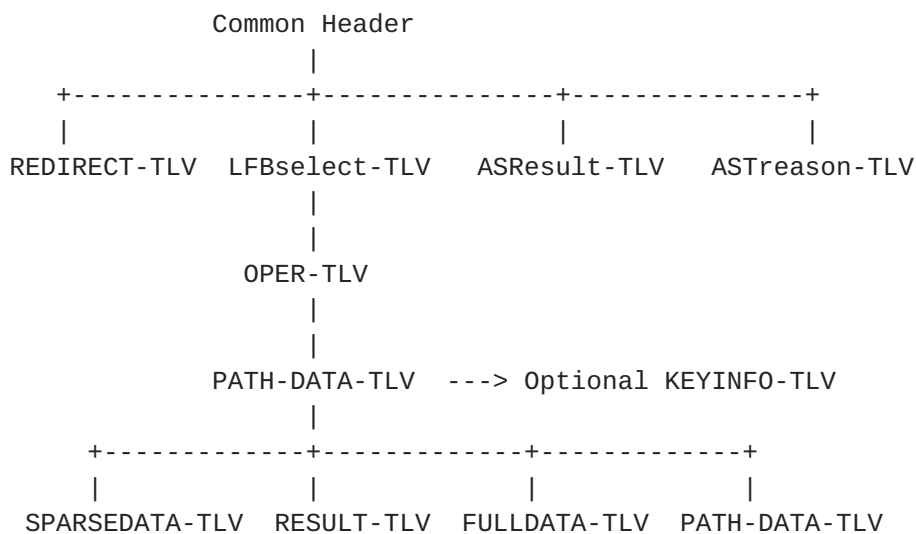 Common Header
REDIRECT-TLV LFBselect-TLV ASResult-TLV ASTreason-TLV
OPER-TLV
PATH-DATA-TLV ---> Optional KEYINFO-TLV
SPARSEDATA-TLV RESULT-TLV FULLDATA-TLV PATH-DATA-TLV